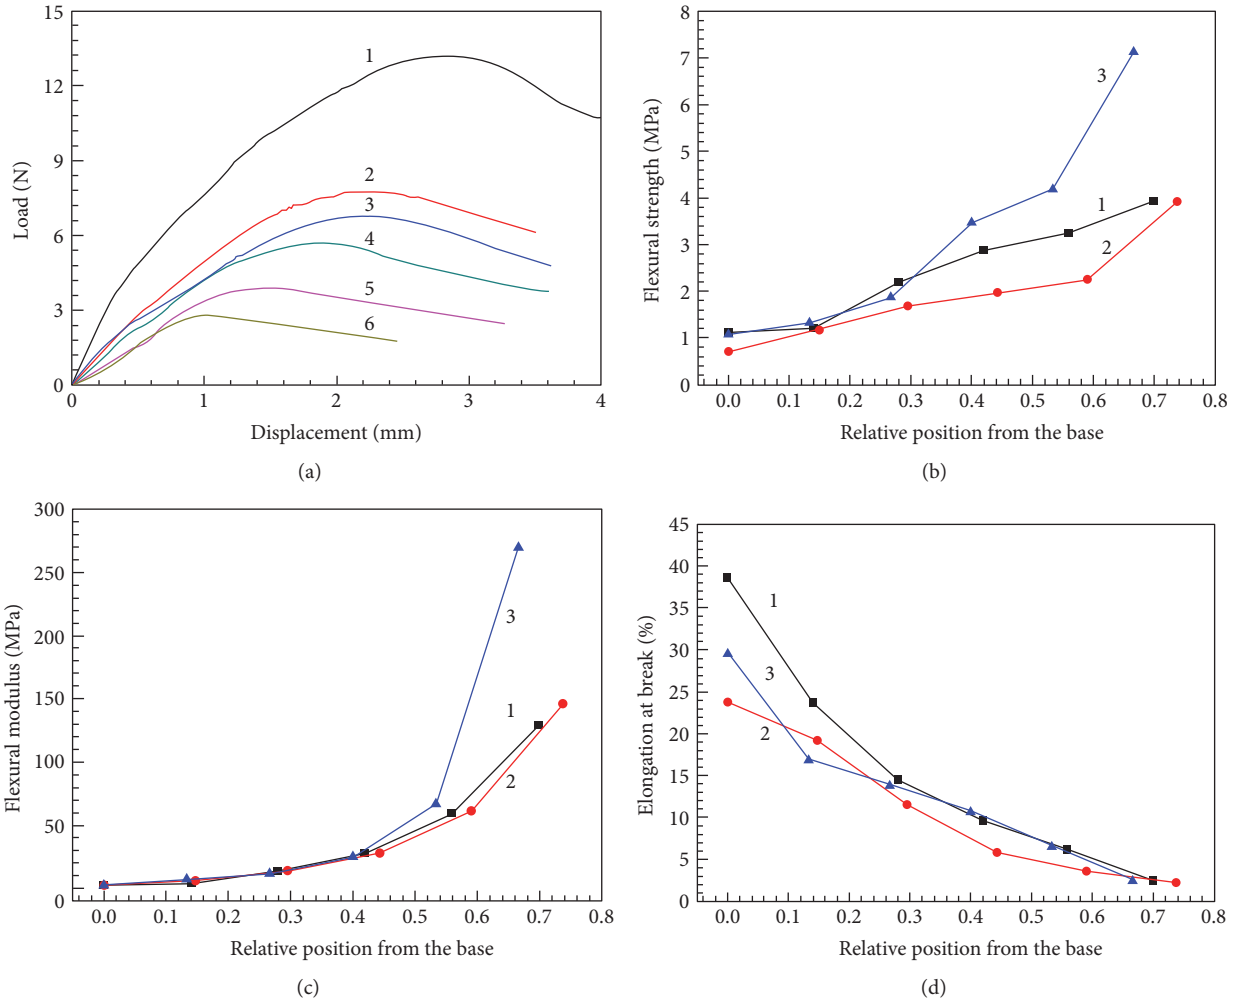 15
12
9
6
3
0
Load (N)
1
2
3
4
5
6
0 1 2 3 4
Displacement (mm)
(a)
8
7
6
5
4
3
2
1
0
Flexural strength (MPa)
3
1
2
0.0 0.1 0.2 0.3 0.4 0.5 0.6 0.7 0.8
Relative position from the base
(b)
300
250
200
150
100
50
0
Flexural modulus (MPa)
3
1
2
0.0 0.1 0.2 0.3 0.4 0.5 0.6 0.7 0.8
Relative position from the base
(c)
45
40
35
30
25
20
15
10
5
0
Elongation at break (%)
1
3
2
0.0 0.1 0.2 0.3 0.4 0.5 0.6 0.7 0.8
Relative position from the base
(d)